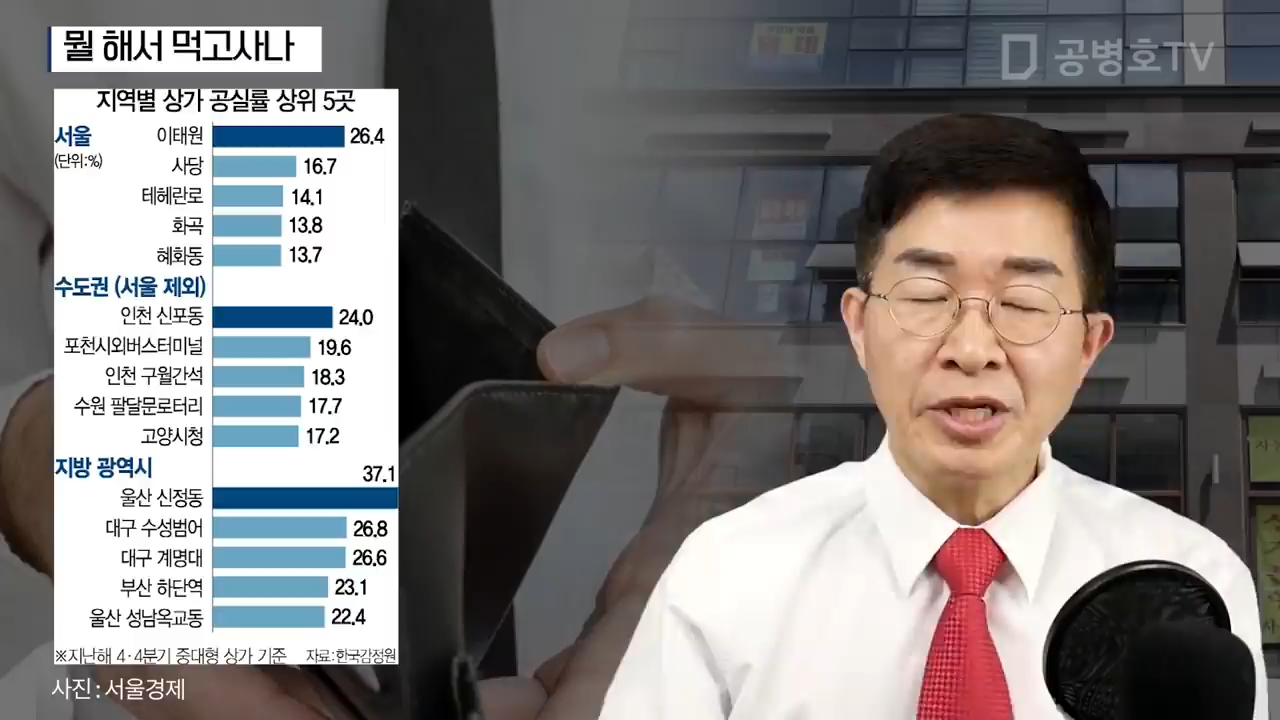 뭘 해서 먹고사나
공병호TV
지역별 상가 공실률 상위 5곳
서울
(단위:%)
이태원 26.4
사당 16.7
테헤란로 14.1
화곡 13.8
혜화동 13.7
수도권 (서울 제외)
인천 신포동 24.0
포천시외버스터미널 19.6
인천 구월간석 18.3
수원 팔달문로터리 17.7
고양시청 17.2
지방 광역시
울산 신정동 37.1
대구 수성범어 26.8
대구 계명대 26.6
부산 하단역 23.1
울산 성남옥교동 22.4
※지난해 4·4분기 중대형 상가 기준 자료:한국감정원
사진 : 서울경제